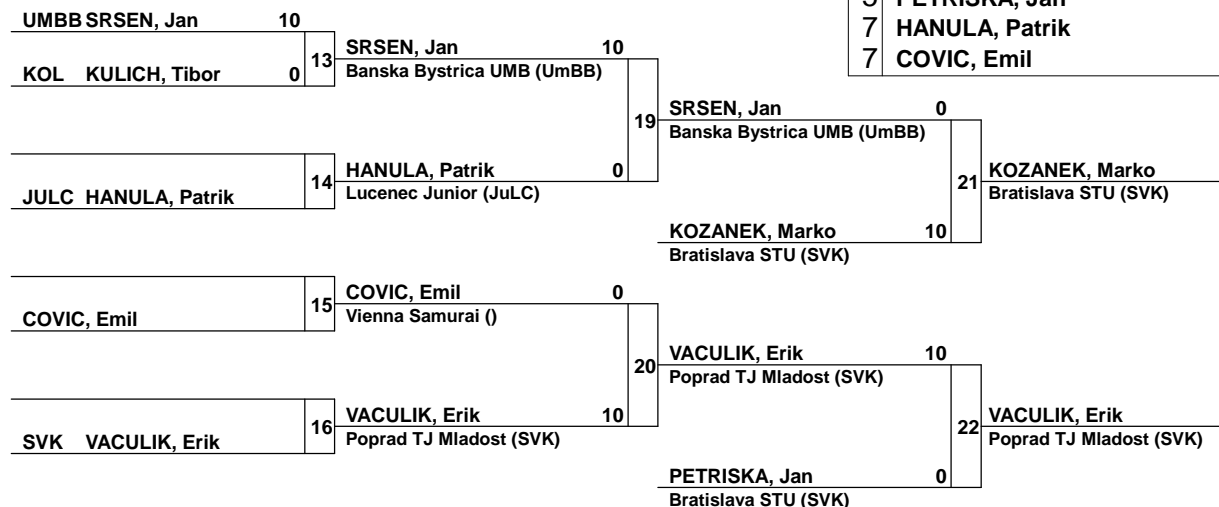 5 PETRISKA, Jan
7 HANULA, Patrik
7 COVIC, Emil
UMBB SRSEN, Jan 10
KOL KULICH, Tibor 0
13
SRSEN, Jan 10
Banska Bystrica UMB (UmBB)
JULC HANULA, Patrik
14
HANULA, Patrik 0
Lucenec Junior (JuLC)
19
SRSEN, Jan 0
Banska Bystrica UMB (UmBB)
KOZANEK, Marko 10
Bratislava STU (SVK)
21
KOZANEK, Marko
Bratislava STU (SVK)
COVIC, Emil
15
COVIC, Emil 0
Vienna Samurai ()
SVK VACULIK, Erik
16
VACULIK, Erik 10
Poprad TJ Mladost (SVK)
20
VACULIK, Erik 10
Poprad TJ Mladost (SVK)
PETRISKA, Jan 0
Bratislava STU (SVK)
22
VACULIK, Erik
Poprad TJ Mladost (SVK)